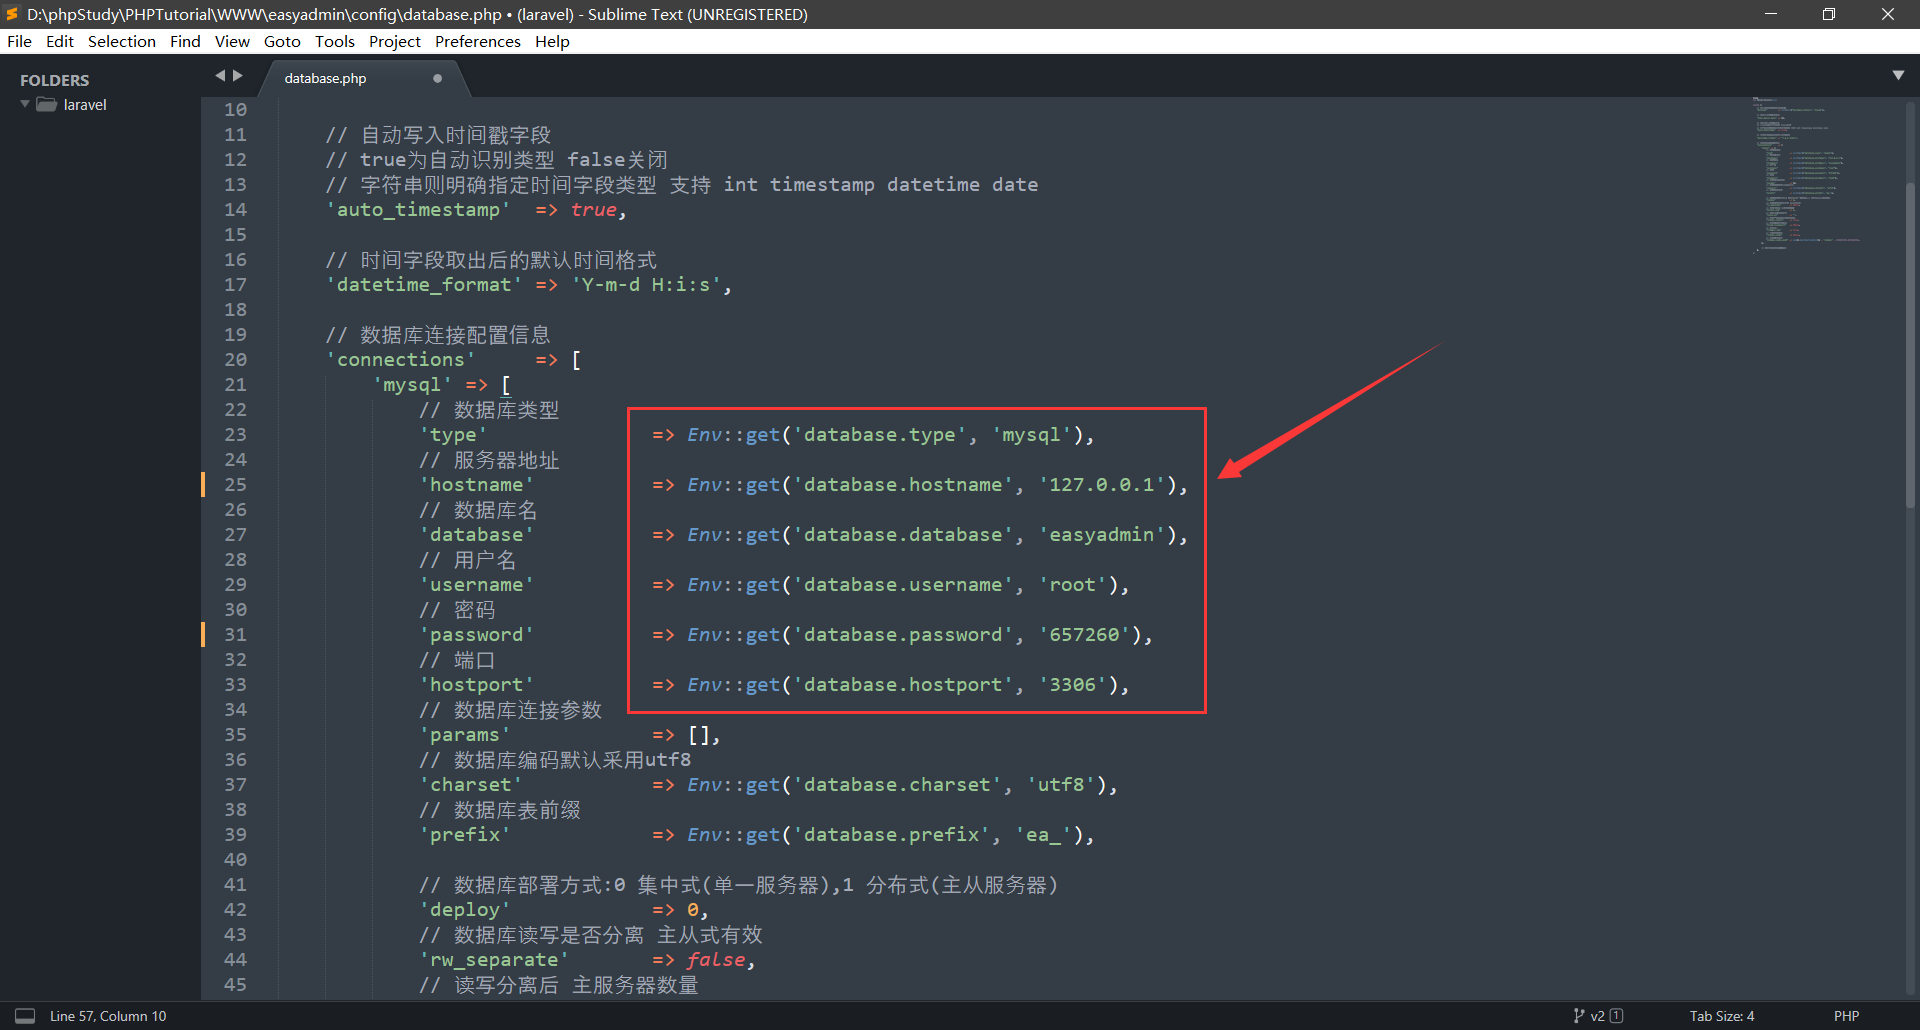 D:\phpStudy\PHPTutorial\WWW\easyadmin\config\database.php • (laravel) - Sublime Text (UNREGISTERED)
File Edit Selection Find View Goto Tools Project Preferences Help
FOLDERS
laravel
database.php
10
11 // 自动写入时间戳字段
12 // true为自动识别类型 false关闭
13 // 字符串则明确指定时间字段类型 支持 int timestamp datetime date
14 'auto_timestamp' => true,
15
16 // 时间字段取出后的默认时间格式
17 'datetime_format' => 'Y-m-d H:i:s',
18
19 // 数据库连接配置信息
20 'connections' => [
21 'mysql' => [
22 // 数据库类型
23 'type' => Env::get('database.type', 'mysql'),
24 // 服务器地址
25 'hostname' => Env::get('database.hostname', '127.0.0.1'),
26 // 数据库名
27 'database' => Env::get('database.database', 'easyadmin'),
28 // 用户名
29 'username' => Env::get('database.username', 'root'),
30 // 密码
31 'password' => Env::get('database.password', '657260'),
32 // 端口
33 'hostport' => Env::get('database.hostport', '3306'),
34 // 数据库连接参数
35 'params' => [],
36 // 数据库编码默认采用utf8
37 'charset' => Env::get('database.charset', 'utf8'),
38 // 数据库表前缀
39 'prefix' => Env::get('database.prefix', 'ea_'),
40
41 // 数据库部署方式:0 集中式(单一服务器),1 分布式(主从服务器)
42 'deploy' => 0,
43 // 数据库读写是否分离 主从式有效
44 'rw_separate' => false,
45 // 读写分离后 主服务器数量
Line 57, Column 10 v2 1 Tab Size: 4 PHP